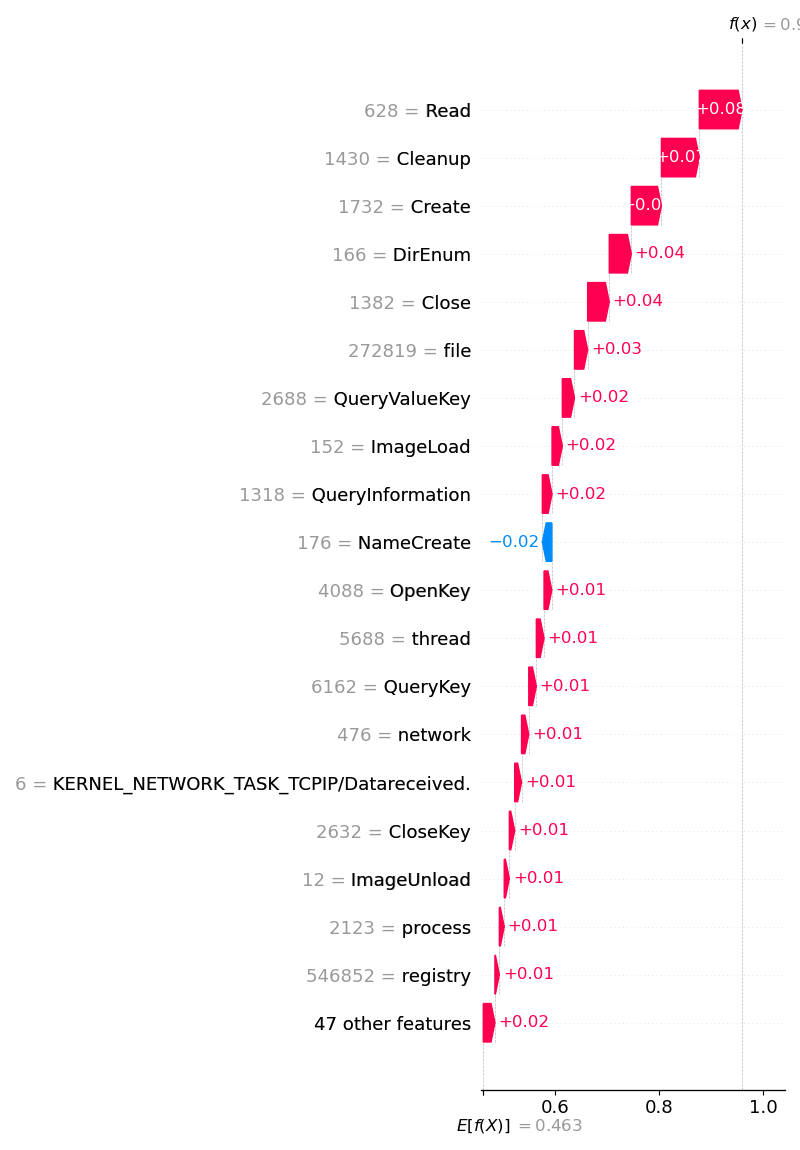 f(x) = 0.9
628 = Read
+0.08
1430 = Cleanup
+0.07
1732 = Create
+0.0
166 = DirEnum
+0.04
1382 = Close
+0.04
272819 = file
+0.03
2688 = QueryValueKey
+0.02
152 = ImageLoad
+0.02
1318 = QueryInformation
+0.02
176 = NameCreate
−0.02
4088 = OpenKey
+0.01
5688 = thread
+0.01
6162 = QueryKey
+0.01
476 = network
+0.01
6 = KERNEL_NETWORK_TASK_TCPIP/Datareceived.
+0.01
2632 = CloseKey
+0.01
12 = ImageUnload
+0.01
2123 = process
+0.01
546852 = registry
+0.01
47 other features
+0.02
0.6 0.8 1.0
E[f(X)] = 0.463